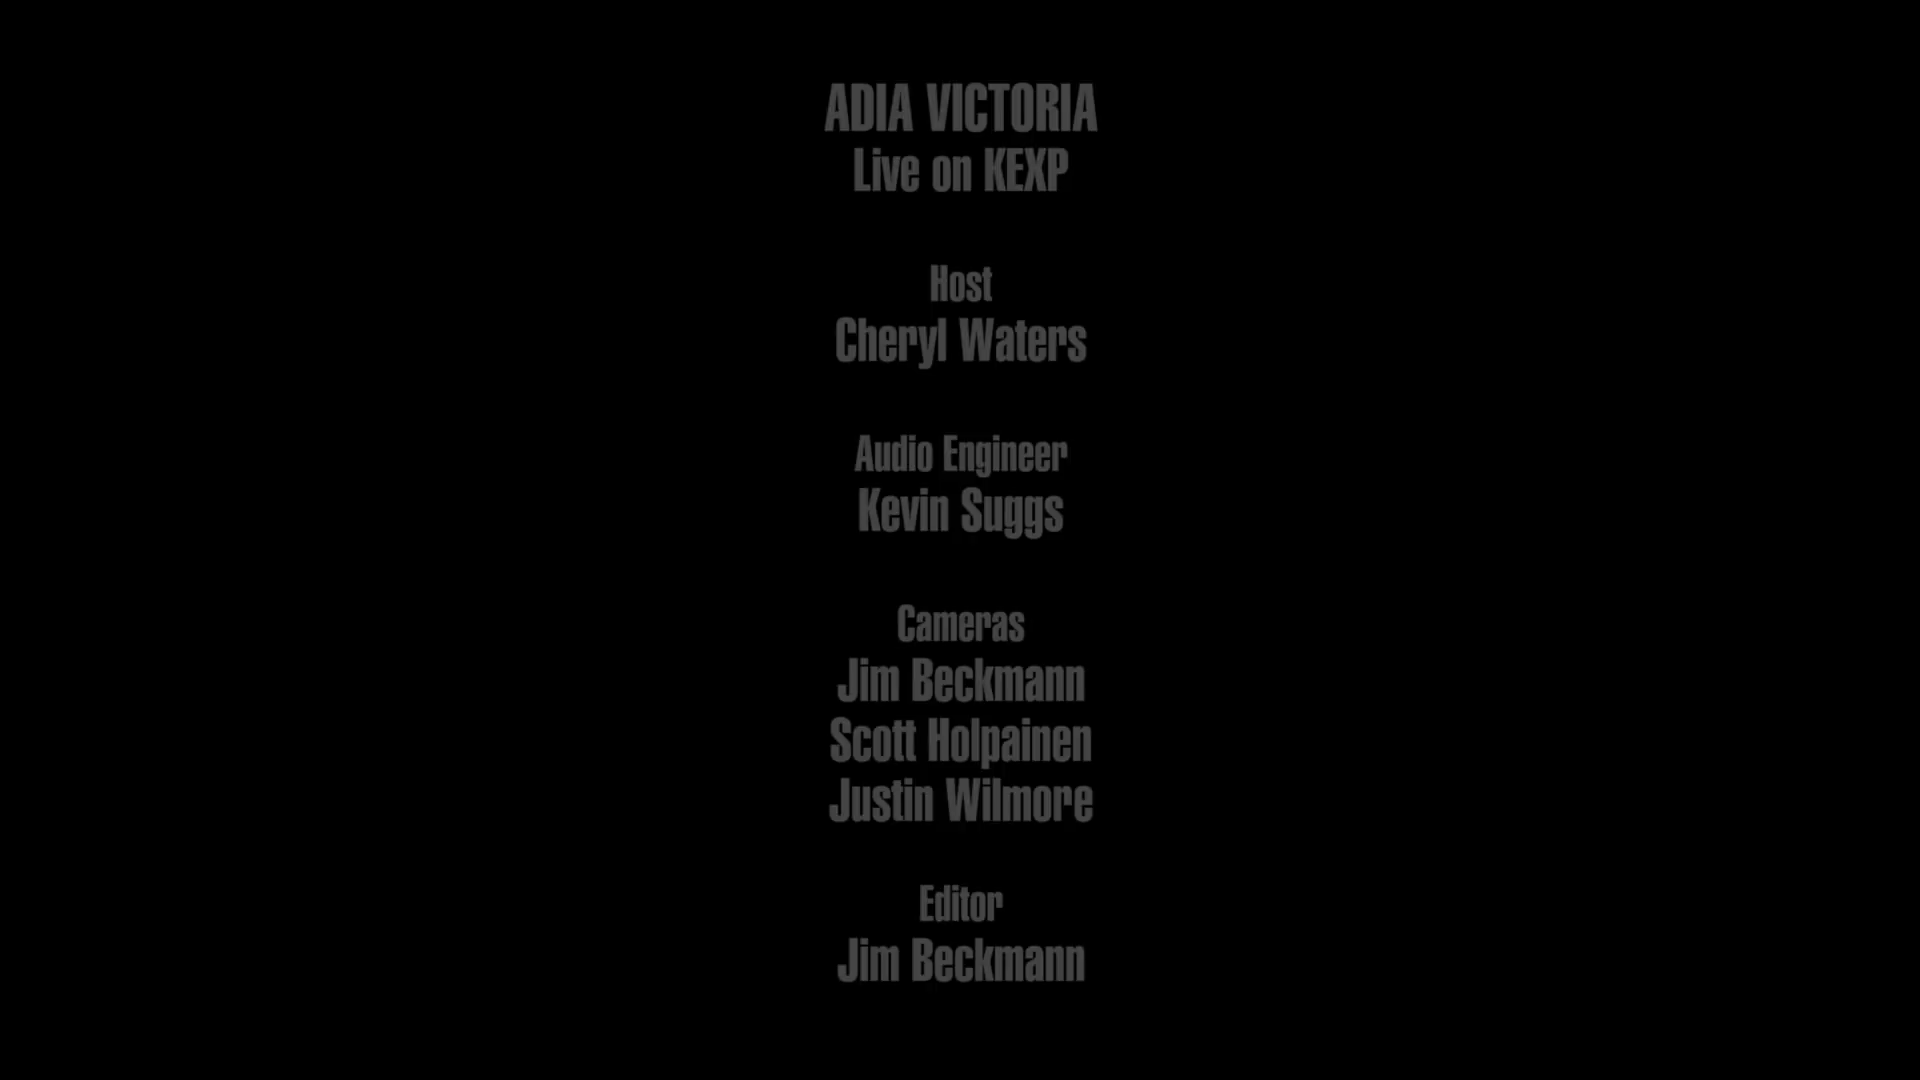 ADIA VICTORIA
Live on KEXP
Host
Cheryl Waters
Audio Engineer
Kevin Suggs
Cameras
Jim Beckmann
Scott Holpainen
Justin Wilmore
Editor
Jim Beckmann